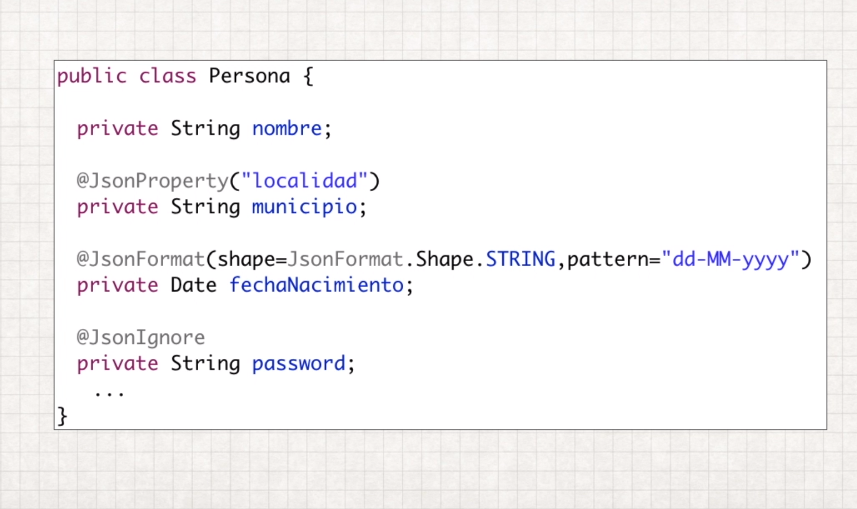 public class Persona {
private String nombre;
@JsonProperty("localidad")
private String municipio;
@JsonFormat(shape=JsonFormat.Shape.STRING,pattern="dd-MM-yyyy")
private Date fechaNacimiento;
@JsonIgnore
private String password;
...
}